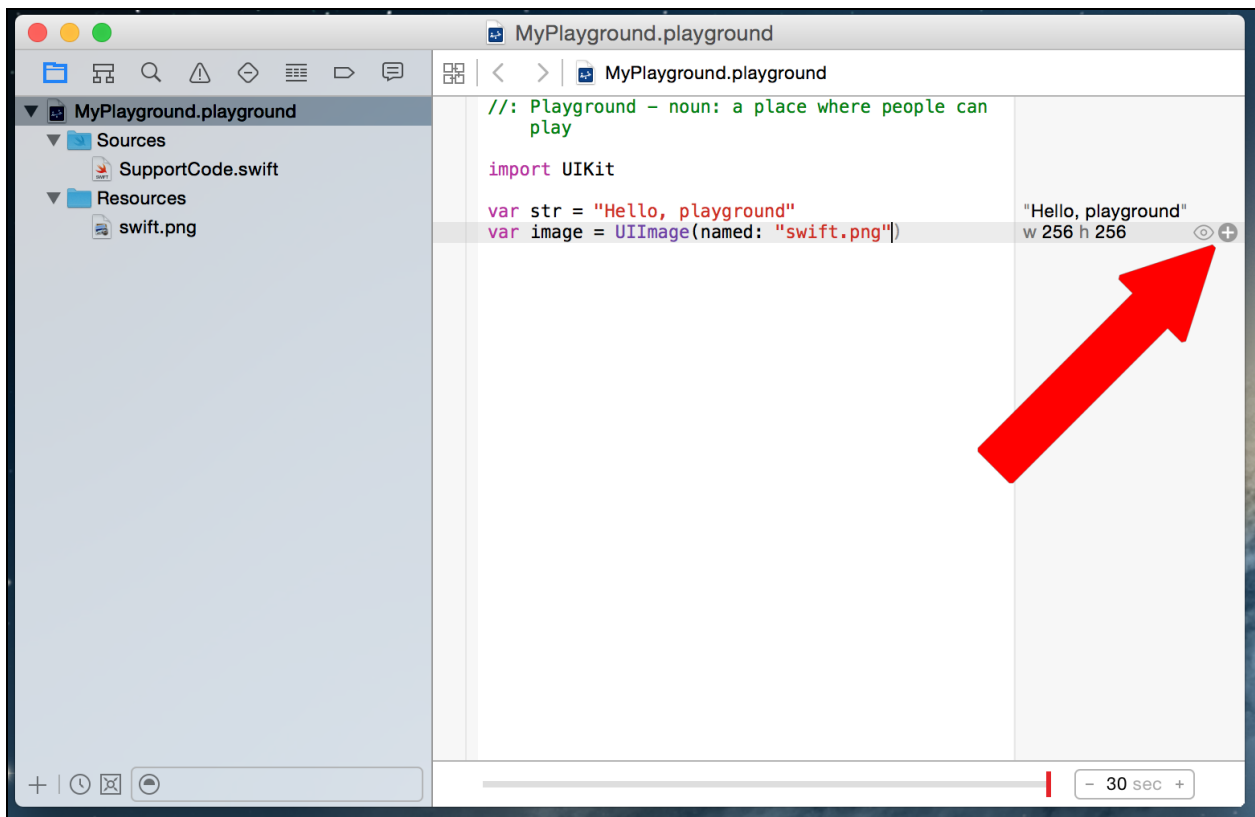 MyPlayground.playground
MyPlayground.playground
MyPlayground.playground
Sources
SupportCode.swift
Resources
swift.png
//: Playground – noun: a place where people can
play
import UIKit
var str = "Hello, playground"
"Hello, playground"
var image = UIImage(named: "swift.png")
w 256 h 256
- 30 sec +